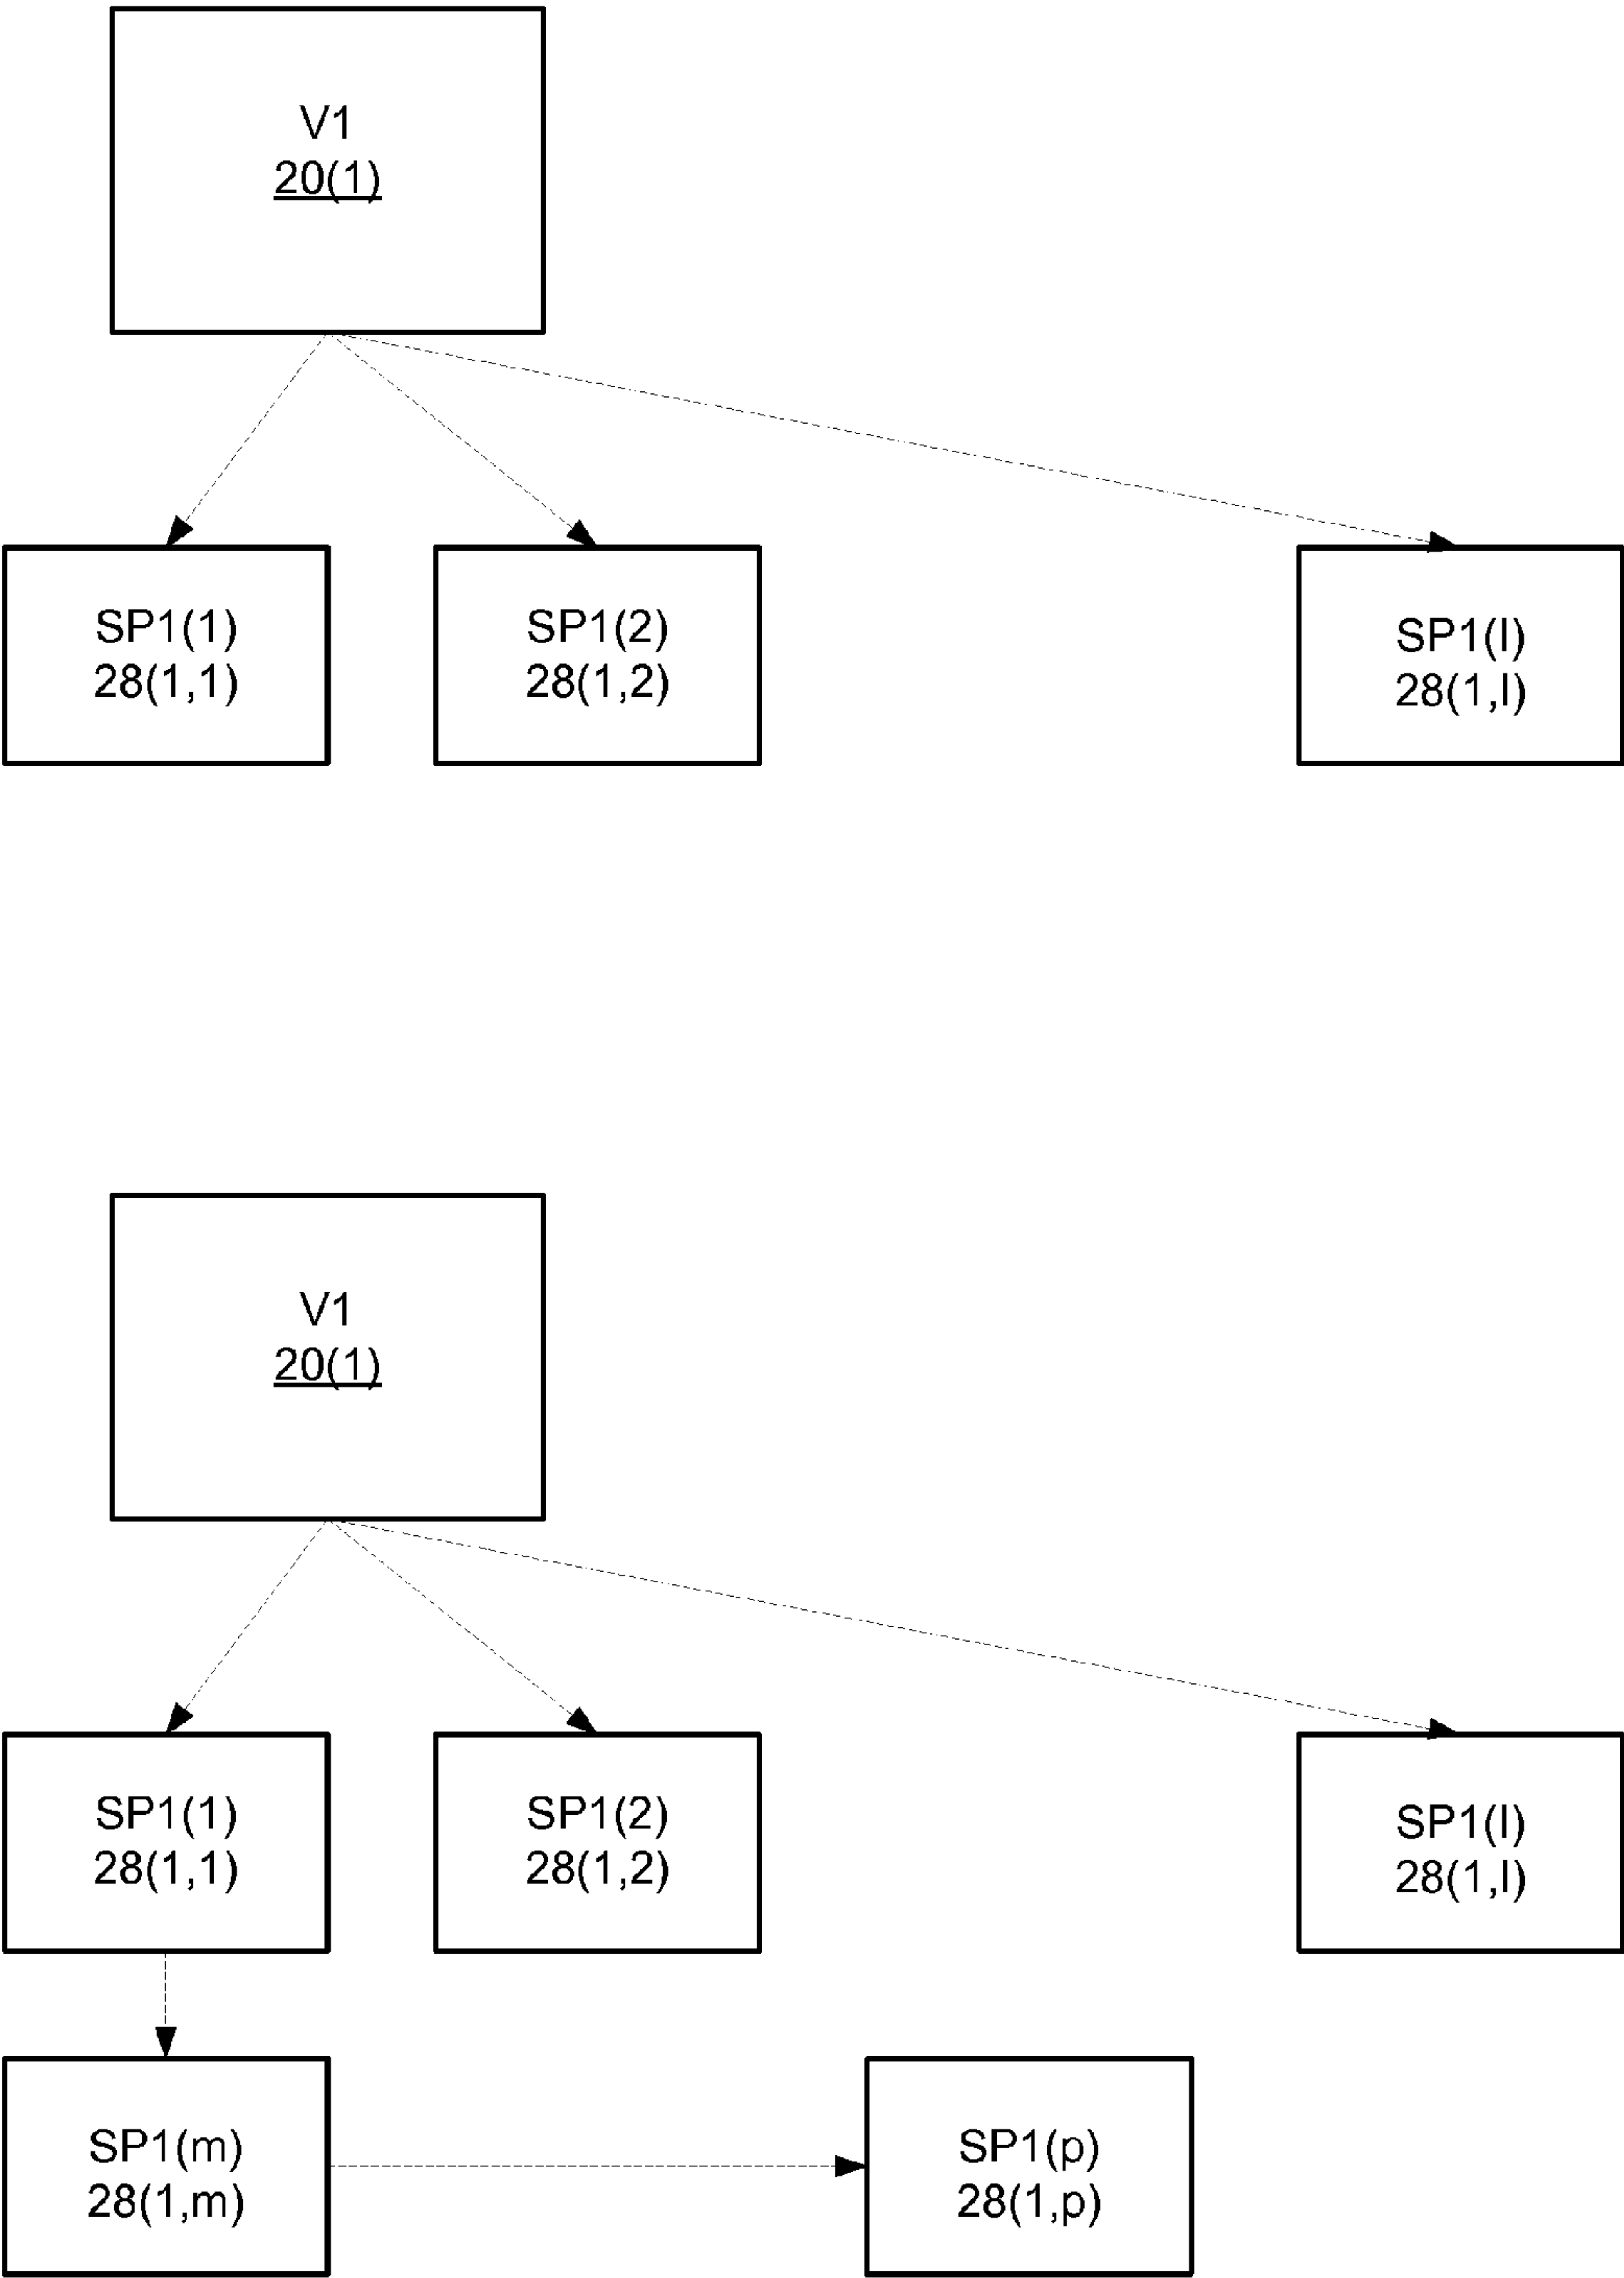 V1
20(1)
SP1(1)
28(1,1)
SP1(2)
28(1,2)
SP1(l)
28(1,l)
V1
20(1)
SP1(1)
28(1,1)
SP1(2)
28(1,2)
SP1(l)
28(1,l)
SP1(m)
28(1,m)
SP1(p)
28(1,p)